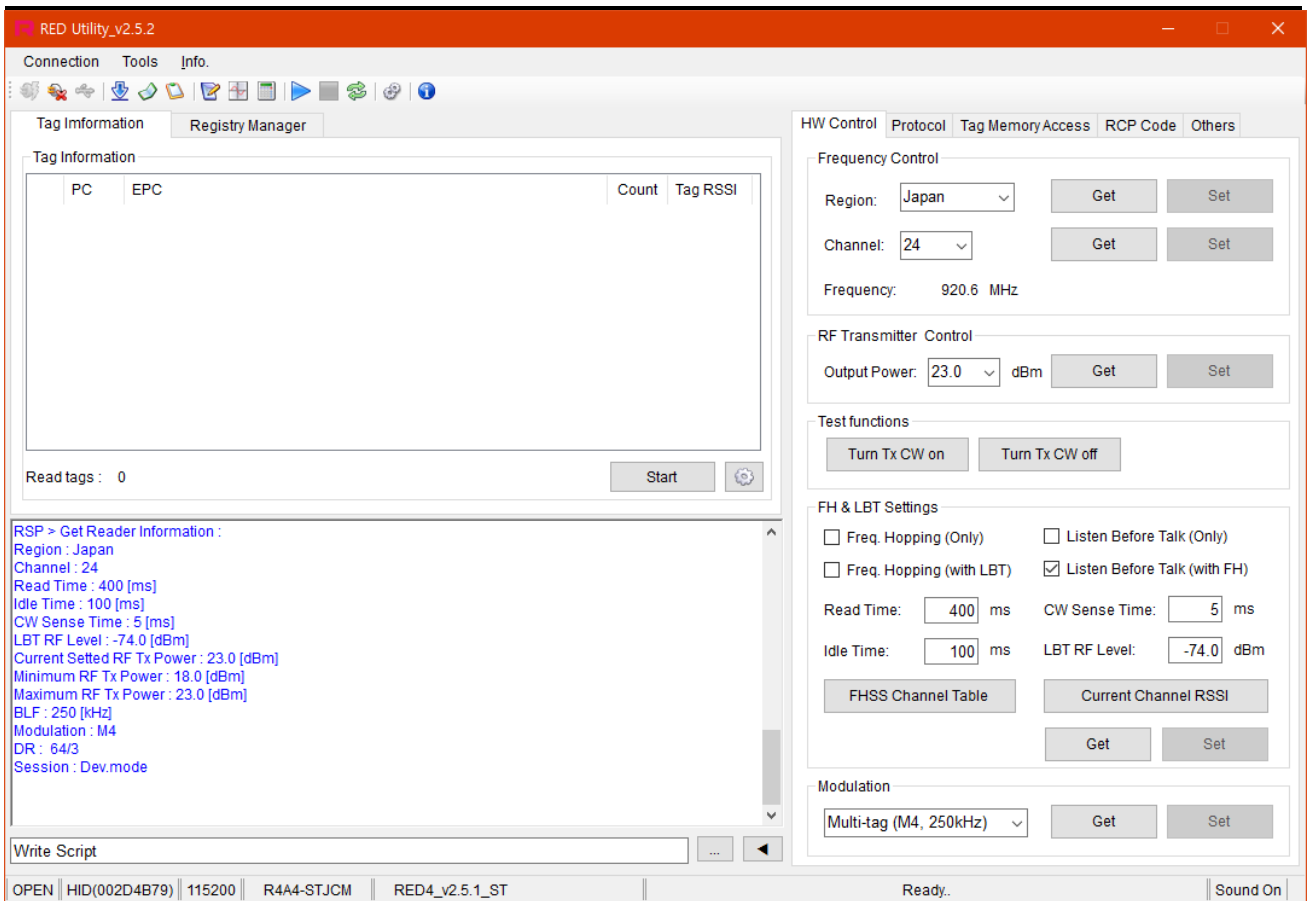 RED Utility_v2.5.2
Connection Tools Info.
Tag Imformation Registry Manager
Tag Information
PC EPC Count Tag RSSI
Read tags : 0 Start
RSP > Get Reader Information :
Region : Japan
Channel : 24
Read Time : 400 [ms]
Idle Time : 100 [ms]
CW Sense Time : 5 [ms]
LBT RF Level : -74.0 [dBm]
Current Setted RF Tx Power : 23.0 [dBm]
Minimum RF Tx Power : 18.0 [dBm]
Maximum RF Tx Power : 23.0 [dBm]
BLF : 250 [kHz]
Modulation : M4
DR : 64/3
Session : Dev.mode
Write Script ...
HW Control Protocol Tag Memory Access RCP Code Others
Frequency Control
Region: Japan Get Set
Channel: 24 Get Set
Frequency: 920.6 MHz
RF Transmitter Control
Output Power: 23.0 dBm Get Set
Test functions
Turn Tx CW on Turn Tx CW off
FH & LBT Settings
Freq. Hopping (Only) Listen Before Talk (Only)
Freq. Hopping (with LBT) Listen Before Talk (with FH)
Read Time: 400 ms CW Sense Time: 5 ms
Idle Time: 100 ms LBT RF Level: -74.0 dBm
FHSS Channel Table Current Channel RSSI
Get Set
Modulation
Multi-tag (M4, 250kHz) Get Set
OPEN HID(002D4B79) 115200 R4A4-STJCM RED4_v2.5.1_ST Ready.. Sound On